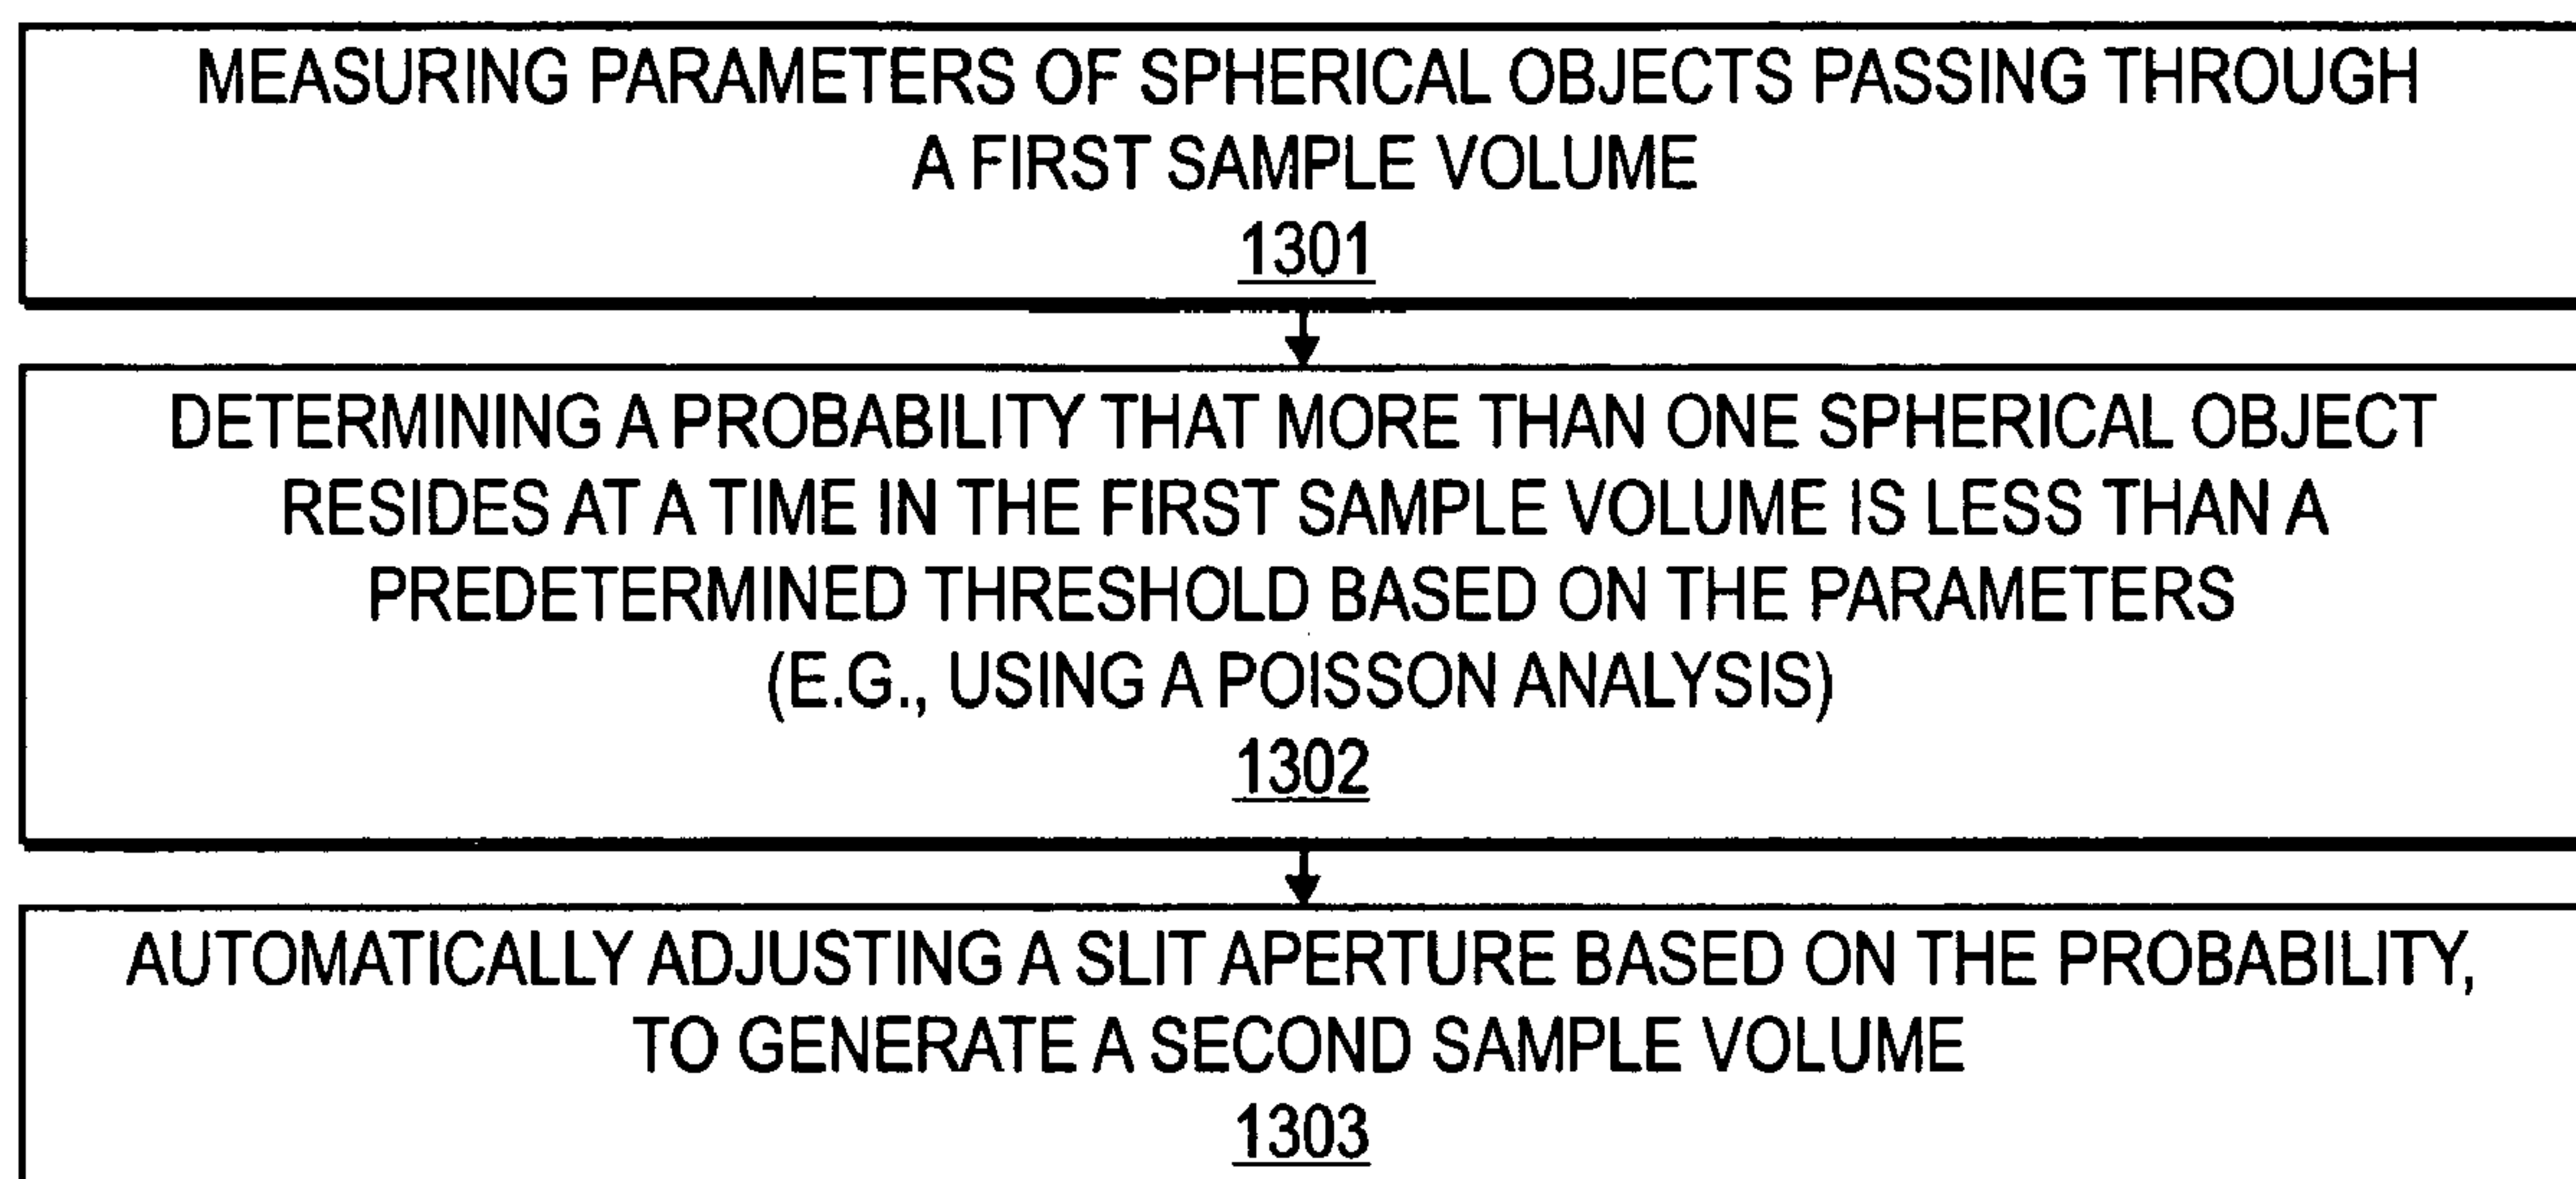 MEASURING PARAMETERS OF SPHERICAL OBJECTS PASSING THROUGH
A FIRST SAMPLE VOLUME
1301
DETERMINING A PROBABILITY THAT MORE THAN ONE SPHERICAL OBJECT
RESIDES AT A TIME IN THE FIRST SAMPLE VOLUME IS LESS THAN A
PREDETERMINED THRESHOLD BASED ON THE PARAMETERS
(E.G., USING A POISSON ANALYSIS)
1302
AUTOMATICALLY ADJUSTING A SLIT APERTURE BASED ON THE PROBABILITY,
TO GENERATE A SECOND SAMPLE VOLUME
1303